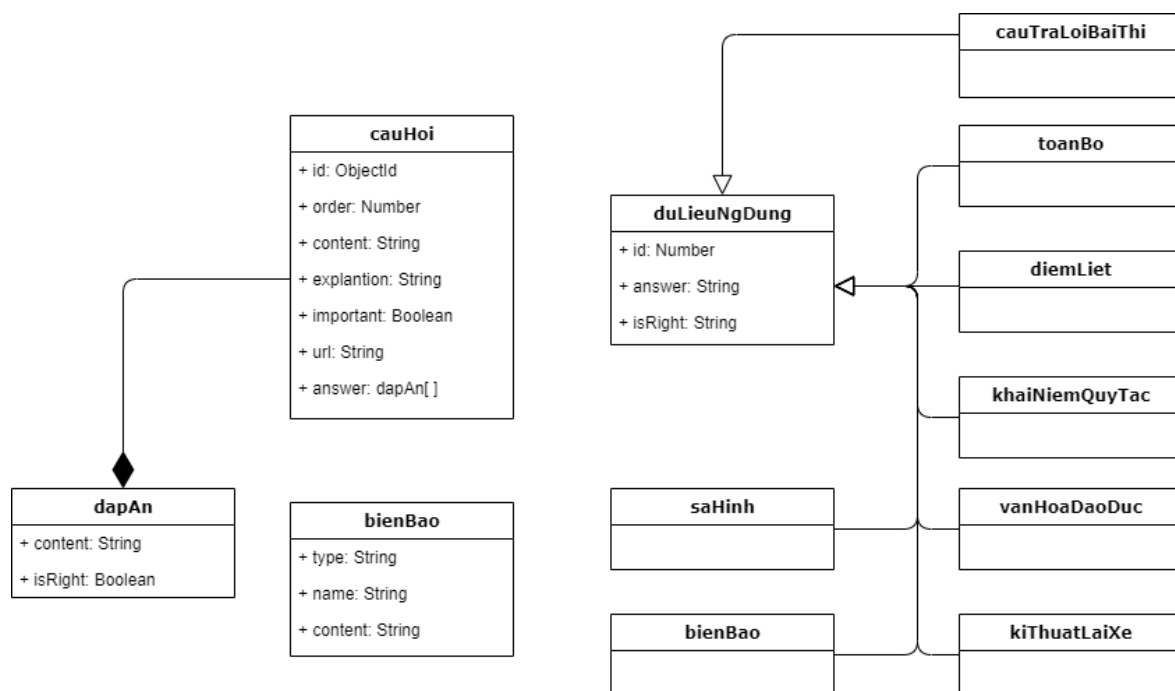 cauHoi
+ id: ObjectId
+ order: Number
+ content: String
+ explantion: String
+ important: Boolean
+ url: String
+ answer: dapAn[ ]
dapAn
+ content: String
+ isRight: Boolean
bienBao
+ type: String
+ name: String
+ content: String
duLieuNgDung
+ id: Number
+ answer: String
+ isRight: String
saHinh
bienBao
cauTraLoiBaiThi
toanBo
diemLiet
khaiNiemQuyTac
vanHoaDaoDuc
kiThuatLaiXe